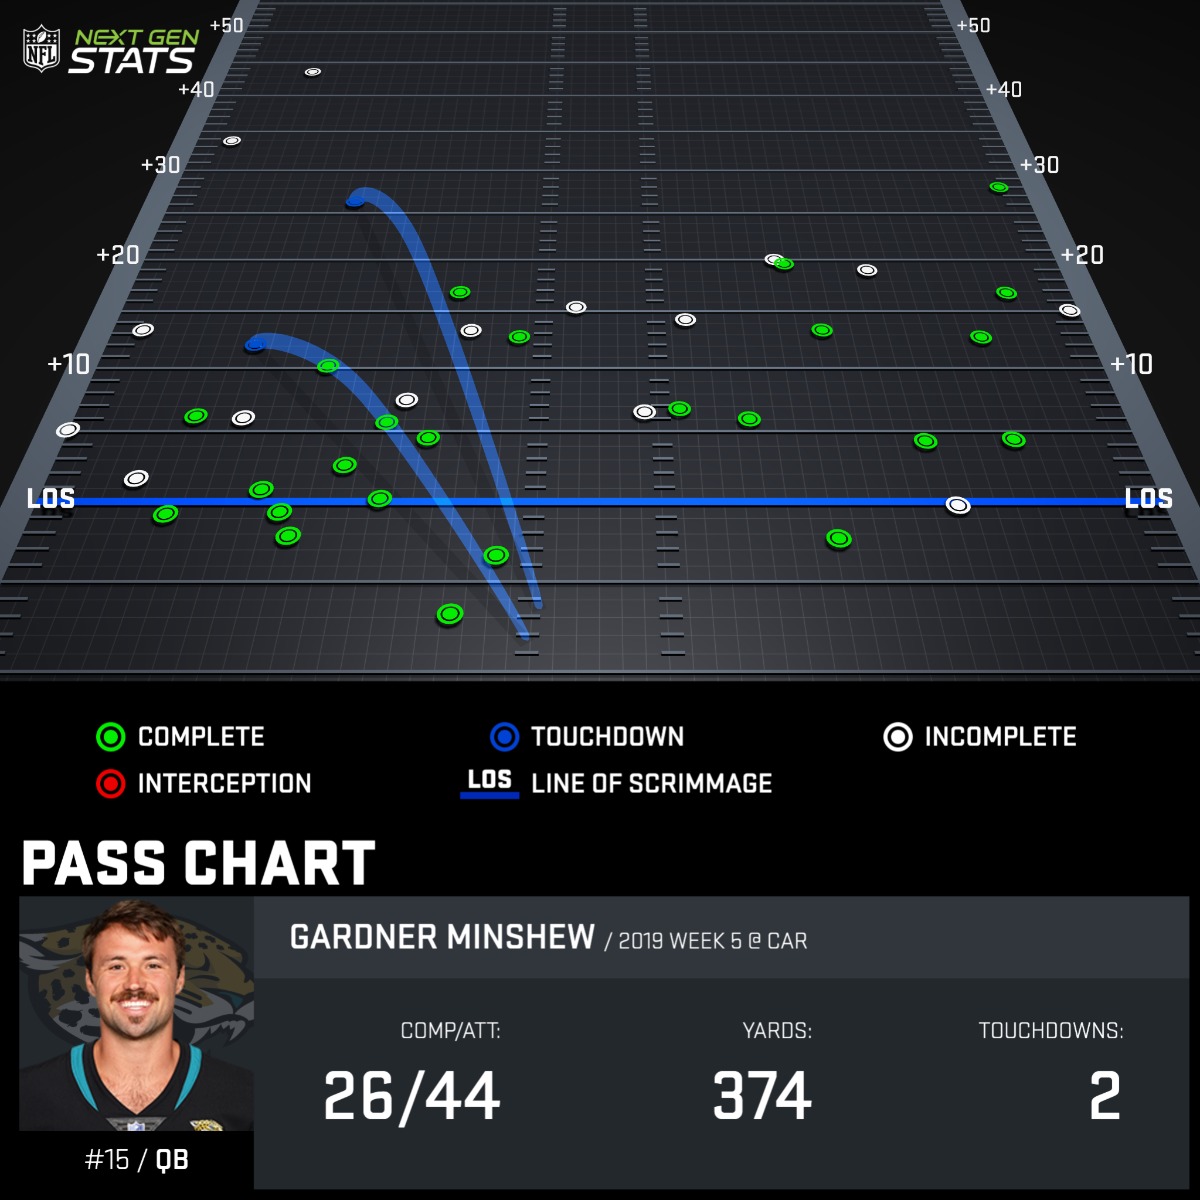 NFL
NEXT GEN
STATS
+50 +50
+40 +40
+30 +30
+20 +20
+10 +10
LOS LOS
COMPLETE TOUCHDOWN INCOMPLETE
INTERCEPTION LOS LINE OF SCRIMMAGE
PASS CHART
GARDNER MINSHEW / 2019 WEEK 5 @ CAR
COMP/ATT: YARDS: TOUCHDOWNS:
26/44 374 2
#15 / QB